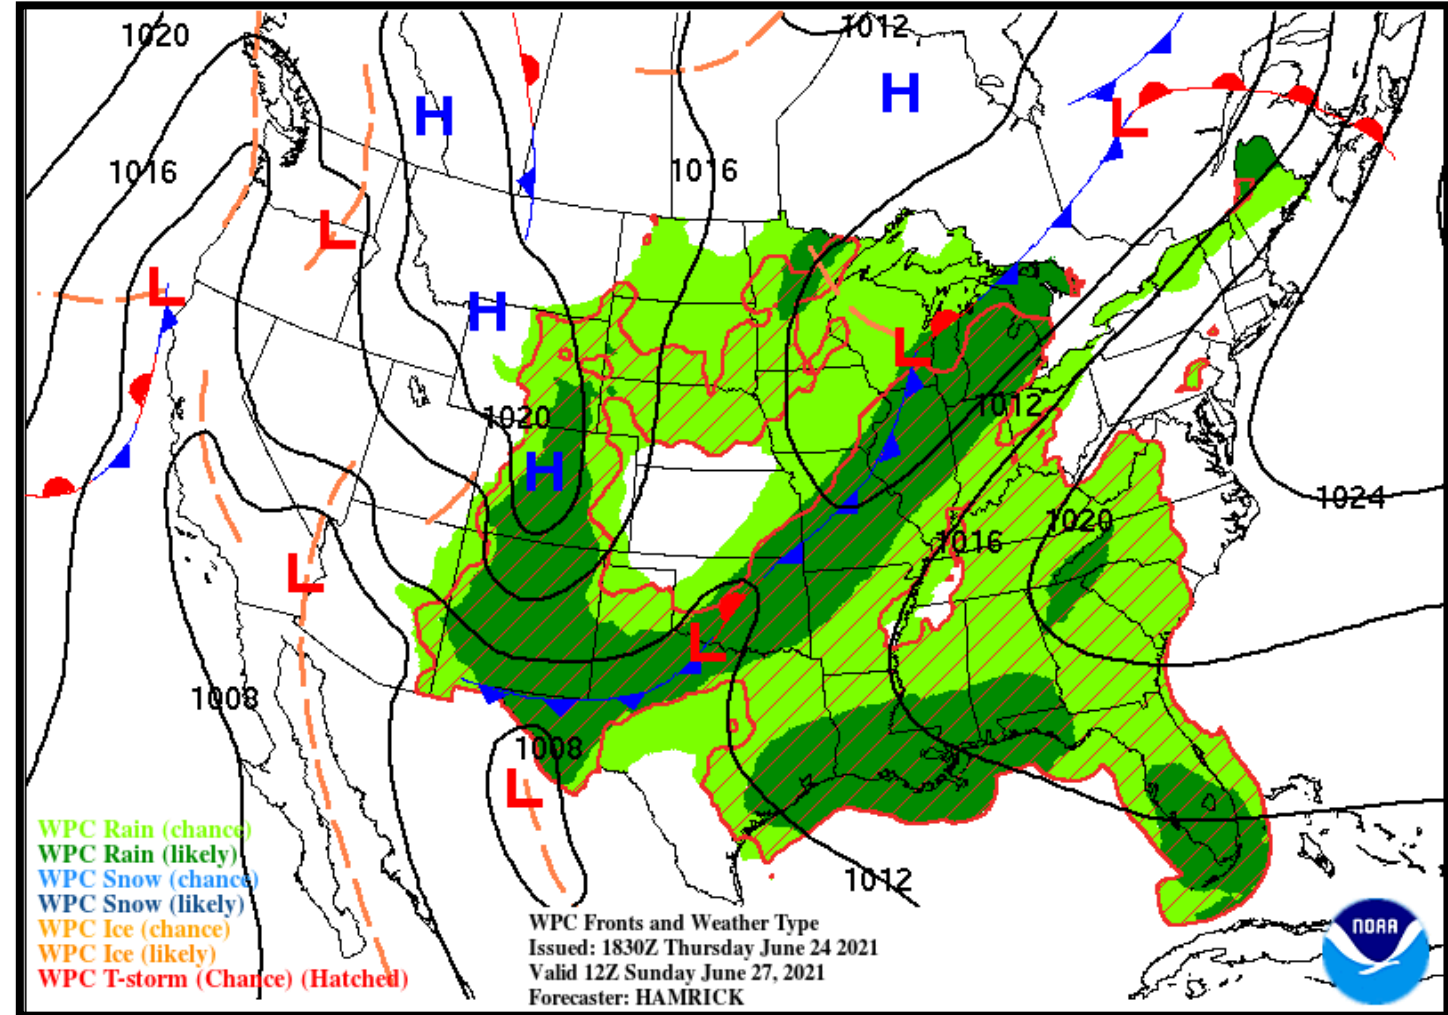 1020
1012
H
H
L
1016
1016
L
L
H
L
1020
1012
H
1024
1020
1016
L
L
1008
1008
L
1012
WPC Rain (chance)
WPC Rain (likely)
WPC Snow (chance)
WPC Snow (likely)
WPC Ice (chance)
WPC Ice (likely)
WPC T-storm (Chance) (Hatched)
WPC Fronts and Weather Type
Issued: 1830Z Thursday June 24 2021
Valid 12Z Sunday June 27, 2021
Forecaster: HAMRICK
NOAA